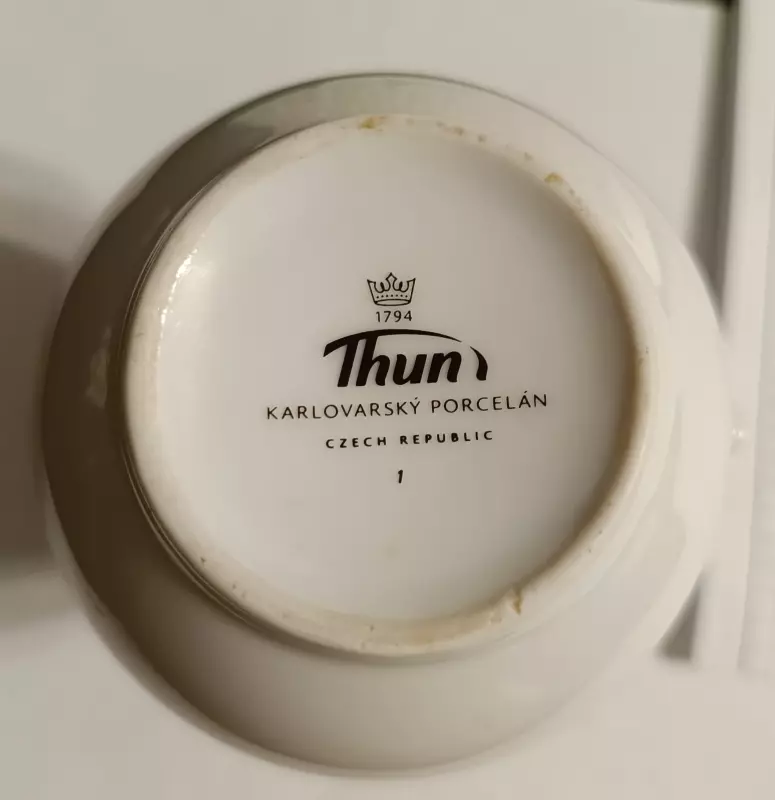 1794
Thun
KARLOVARSKÝ PORCELÁN
CZECH REPUBLIC
1